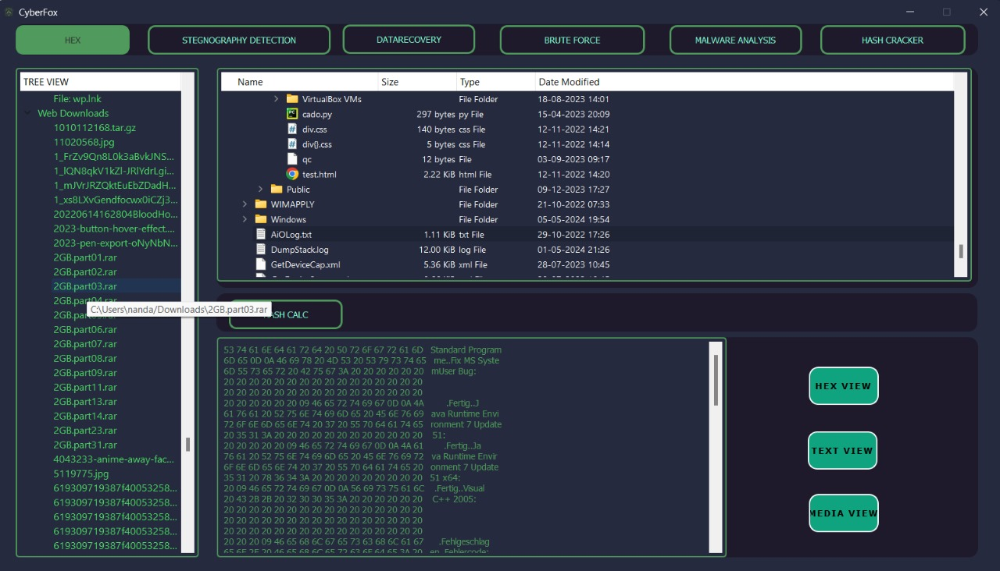 CyberFox
HEX
STEGNOGRAPHY DETECTION
DATARECOVERY
BRUTE FORCE
MALWARE ANALYSIS
HASH CRACKER
TREE VIEW
File: wp.lnk
Web Downloads
1010112168.tar.gz
11020568.jpg
1_FrZv9Qn8L0k3aBvkJNS...
1_lQN8qkV1kZl-JRlYdrLgi...
1_mJVrJRZQktEuEbZDadH...
1_xs8LXvGendfocwx0iCZj3...
20220614162804BloodHo...
2023-button-hover-effect....
2023-pen-export-oNyNbN...
2GB.part01.rar
2GB.part02.rar
2GB.part03.rar
2GB.part04.rar
C:\Users\nanda/Downloads\2GB.part03.rar
2GB.part06.rar
2GB.part07.rar
2GB.part08.rar
2GB.part09.rar
2GB.part11.rar
2GB.part13.rar
2GB.part14.rar
2GB.part23.rar
2GB.part31.rar
4043233-anime-away-fac...
5119775.jpg
619309719387f40053258...
619309719387f40053258...
619309719387f40053258...
619309719387f40053258...
619309719387f40053258...
Name Size Type Date Modified
VirtualBox VMs File Folder 18-08-2023 14:01
cado.py 297 bytes py File 15-04-2023 20:09
div.css 140 bytes css File 12-11-2022 14:21
div{}.css 5 bytes css File 12-11-2022 14:14
qc 12 bytes File 03-09-2023 09:17
test.html 2.22 KiB html File 12-11-2022 14:20
Public File Folder 09-12-2023 17:27
WIMAPPLY File Folder 21-10-2022 07:33
Windows File Folder 05-05-2024 19:54
AiOLog.txt 1.11 KiB txt File 29-10-2022 17:26
DumpStack.log 12.00 KiB log File 01-05-2024 21:26
GetDeviceCap.xml 5.36 KiB xml File 28-07-2023 10:45
CALC
53 74 61 6E 64 61 72 64 20 50 72 6F 67 72 61 6D Standard Program
6D 65 0D 0A 46 69 78 20 4D 53 20 53 79 73 74 65 me..Fix MS Syste
6D 55 73 65 72 20 42 75 67 3A 20 20 20 20 20 20 mUser Bug:
20 20 20 20 20 20 20 20 20 20 20 20 20 20 20 20
20 20 20 20 20 20 20 20 20 20 20 20 20 20 20 20
20 20 20 20 20 20 09 46 65 72 74 69 67 0D 0A 4A .Fertig..J
61 76 61 20 52 75 6E 74 69 6D 65 20 45 6E 76 69 ava Runtime Envi
72 6F 6E 6D 65 6E 74 20 37 20 55 70 64 61 74 65 ronment 7 Update
20 35 31 3A 20 20 20 20 20 20 20 20 20 20 20 20 51:
20 20 20 20 20 09 46 65 72 74 69 67 0D 0A 4A 61 .Fertig..Ja
76 61 20 52 75 6E 74 69 6D 65 20 45 6E 76 69 72 va Runtime Envir
6F 6E 6D 65 6E 74 20 37 20 55 70 64 61 74 65 20 onment 7 Update
35 31 20 78 36 34 3A 20 20 20 20 20 20 20 20 20 51 x64:
20 09 46 65 72 74 69 67 0D 0A 56 69 73 75 61 6C .Fertig..Visual
20 43 2B 2B 20 32 30 30 35 3A 20 20 20 20 20 20 C++ 2005:
20 20 20 20 20 20 20 20 20 20 20 20 20 20 20 20
20 20 20 20 20 20 20 20 20 20 20 20 20 20 20 20
20 20 20 09 46 65 68 6C 67 65 73 63 68 6C 61 67 .Fehlgeschlag
65 6E 2E 20 46 65 68 6C 65 72 63 6F 64 65 3A 20 en. Fehlercode:
HEX VIEW
TEXT VIEW
MEDIA VIEW